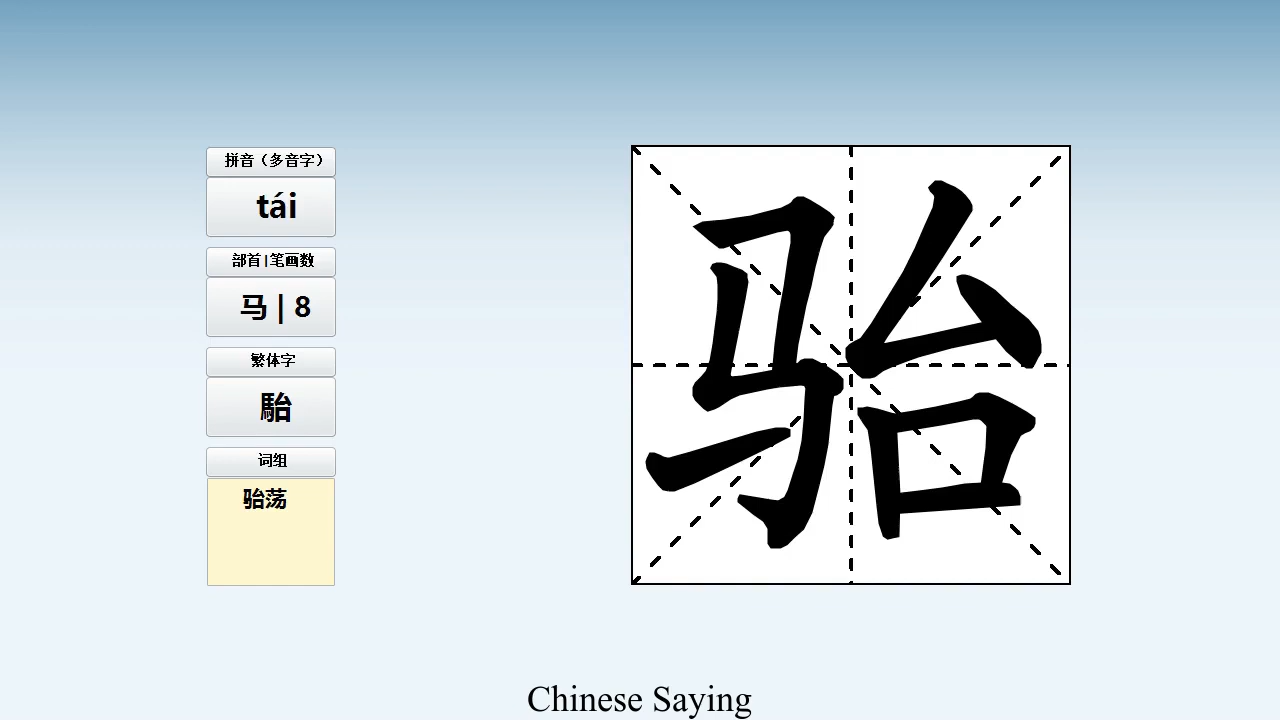 拼音（多音字）
tái
部首|笔画数
马 | 8
繁体字
駘
词组
骀荡
骀
Chinese Saying